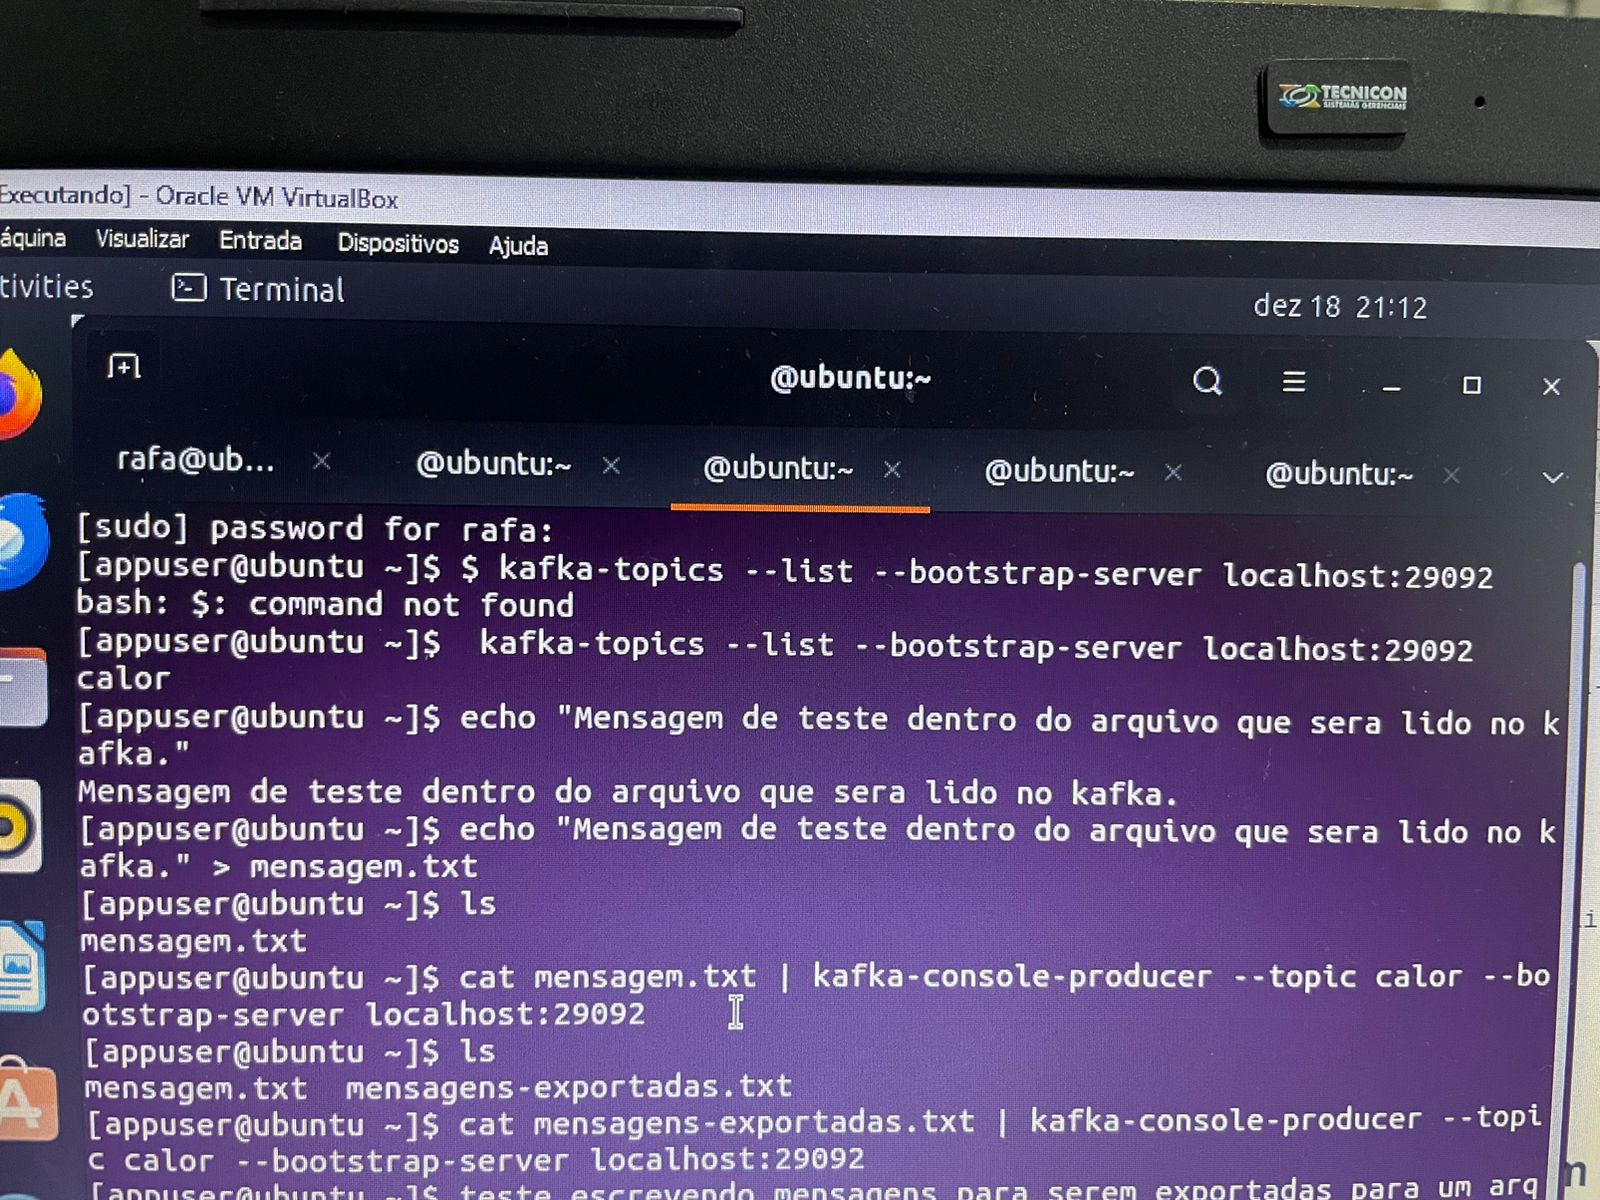 TECNICON
SISTEMAS GERENCIAIS
Executando] - Oracle VM VirtualBox
áquina Visualizar Entrada Dispositivos Ajuda
tivities Terminal dez 18 21:12
@ubuntu:~
rafa@ub... @ubuntu:~ @ubuntu:~ @ubuntu:~ @ubuntu:~
[sudo] password for rafa:
[appuser@ubuntu ~]$ $ kafka-topics --list --bootstrap-server localhost:29092
bash: $: command not found
[appuser@ubuntu ~]$  kafka-topics --list --bootstrap-server localhost:29092
calor
[appuser@ubuntu ~]$ echo "Mensagem de teste dentro do arquivo que sera lido no k
afka."
Mensagem de teste dentro do arquivo que sera lido no kafka.
[appuser@ubuntu ~]$ echo "Mensagem de teste dentro do arquivo que sera lido no k
afka." > mensagem.txt
[appuser@ubuntu ~]$ ls
mensagem.txt
[appuser@ubuntu ~]$ cat mensagem.txt | kafka-console-producer --topic calor --bo
otstrap-server localhost:29092
[appuser@ubuntu ~]$ ls
mensagem.txt  mensagens-exportadas.txt
[appuser@ubuntu ~]$ cat mensagens-exportadas.txt | kafka-console-producer --topi
c calor --bootstrap-server localhost:29092
[appuser@ubuntu ~]$ teste escrevendo mensagens para serem exportadas para um arq